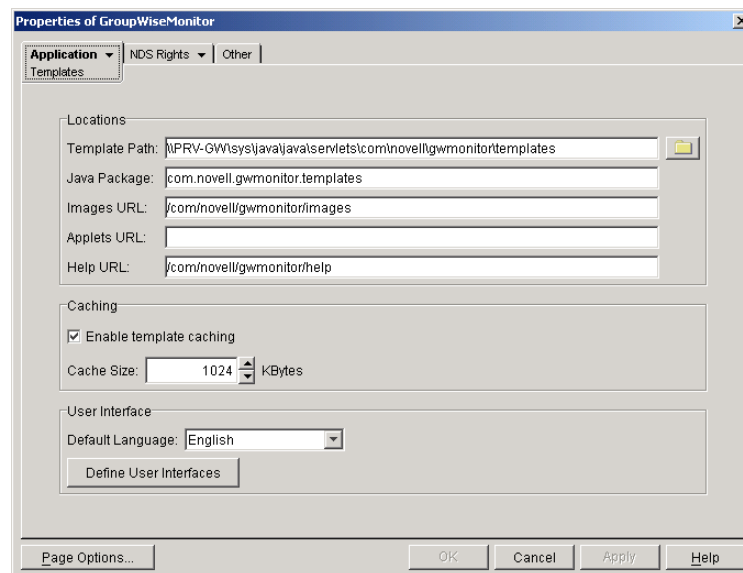 Properties of GroupWiseMonitor
Application NDS Rights Other
Templates
Locations
Template Path: \\PRV-GW\sys\java\java\servlets\com\novell\gwmonitor\templates
Java Package: com.novell.gwmonitor.templates
Images URL: /com/novell/gwmonitor/images
Applets URL:
Help URL: /com/novell/gwmonitor/help
Caching
Enable template caching
Cache Size: 1024 KBytes
User Interface
Default Language: English
Define User Interfaces
Page Options... OK Cancel Apply Help